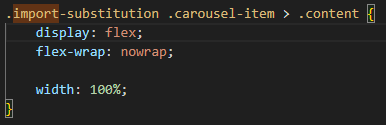 .import-substitution .carousel-item > .content {
display: flex;
flex-wrap: nowrap;
width: 100%;
}